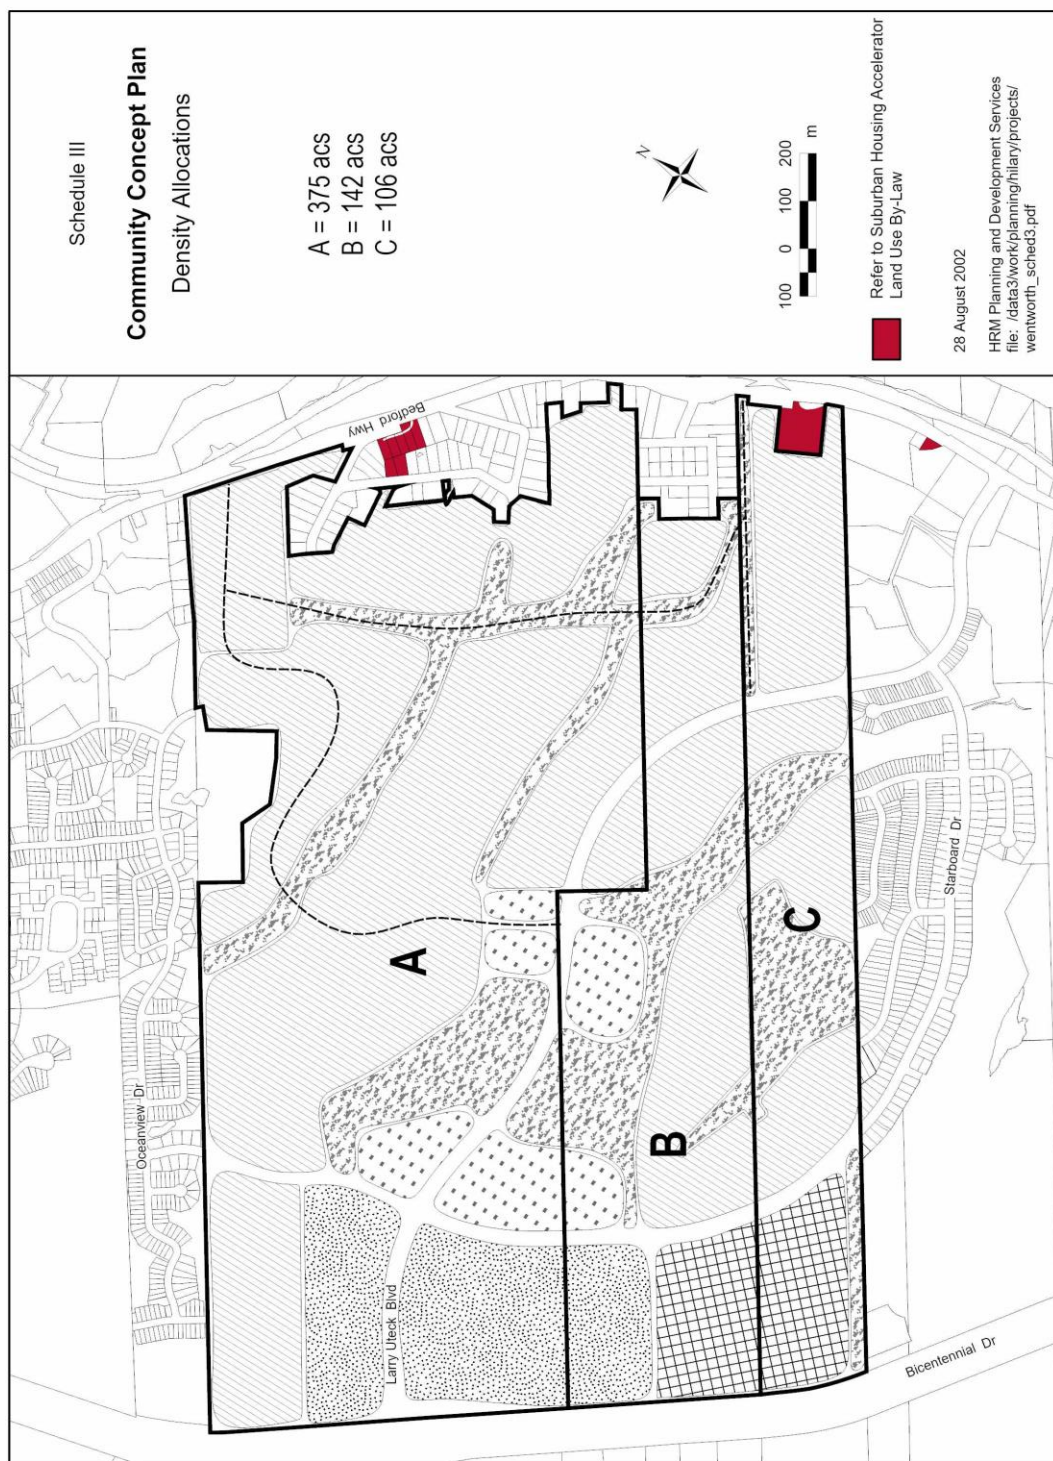 Schedule III
Community Concept Plan
Density Allocations
A = 375 acs
B = 142 acs
C = 106 acs
N
100 0 100 200 m
Refer to Suburban Housing Accelerator
Land Use By-Law
28 August 2002
HRM Planning and Development Services
file: /data3/work/planning/hilary/projects/
wentworth_sched3.pdf
Bedford Hwy
Oceanview Dr
Larry Uteck Blvd
Starboard Dr
Bicentennial Dr
A
B
C